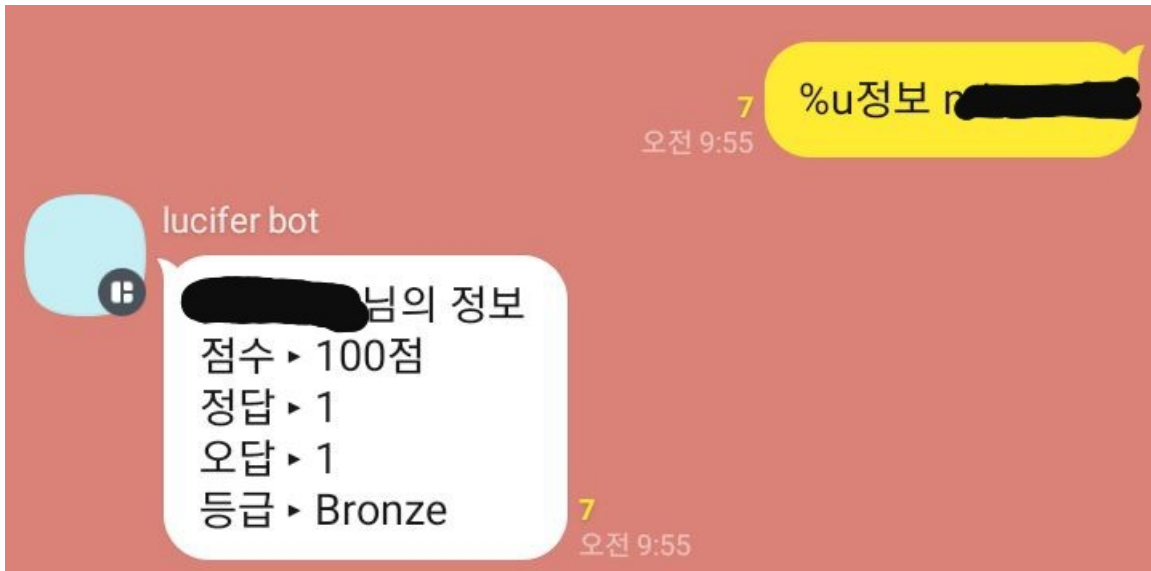 %u정보
7
오전 9:55
lucifer bot
님의 정보
점수 ▸ 100점
정답 ▸ 1
오답 ▸ 1
등급 ▸ Bronze
7
오전 9:55